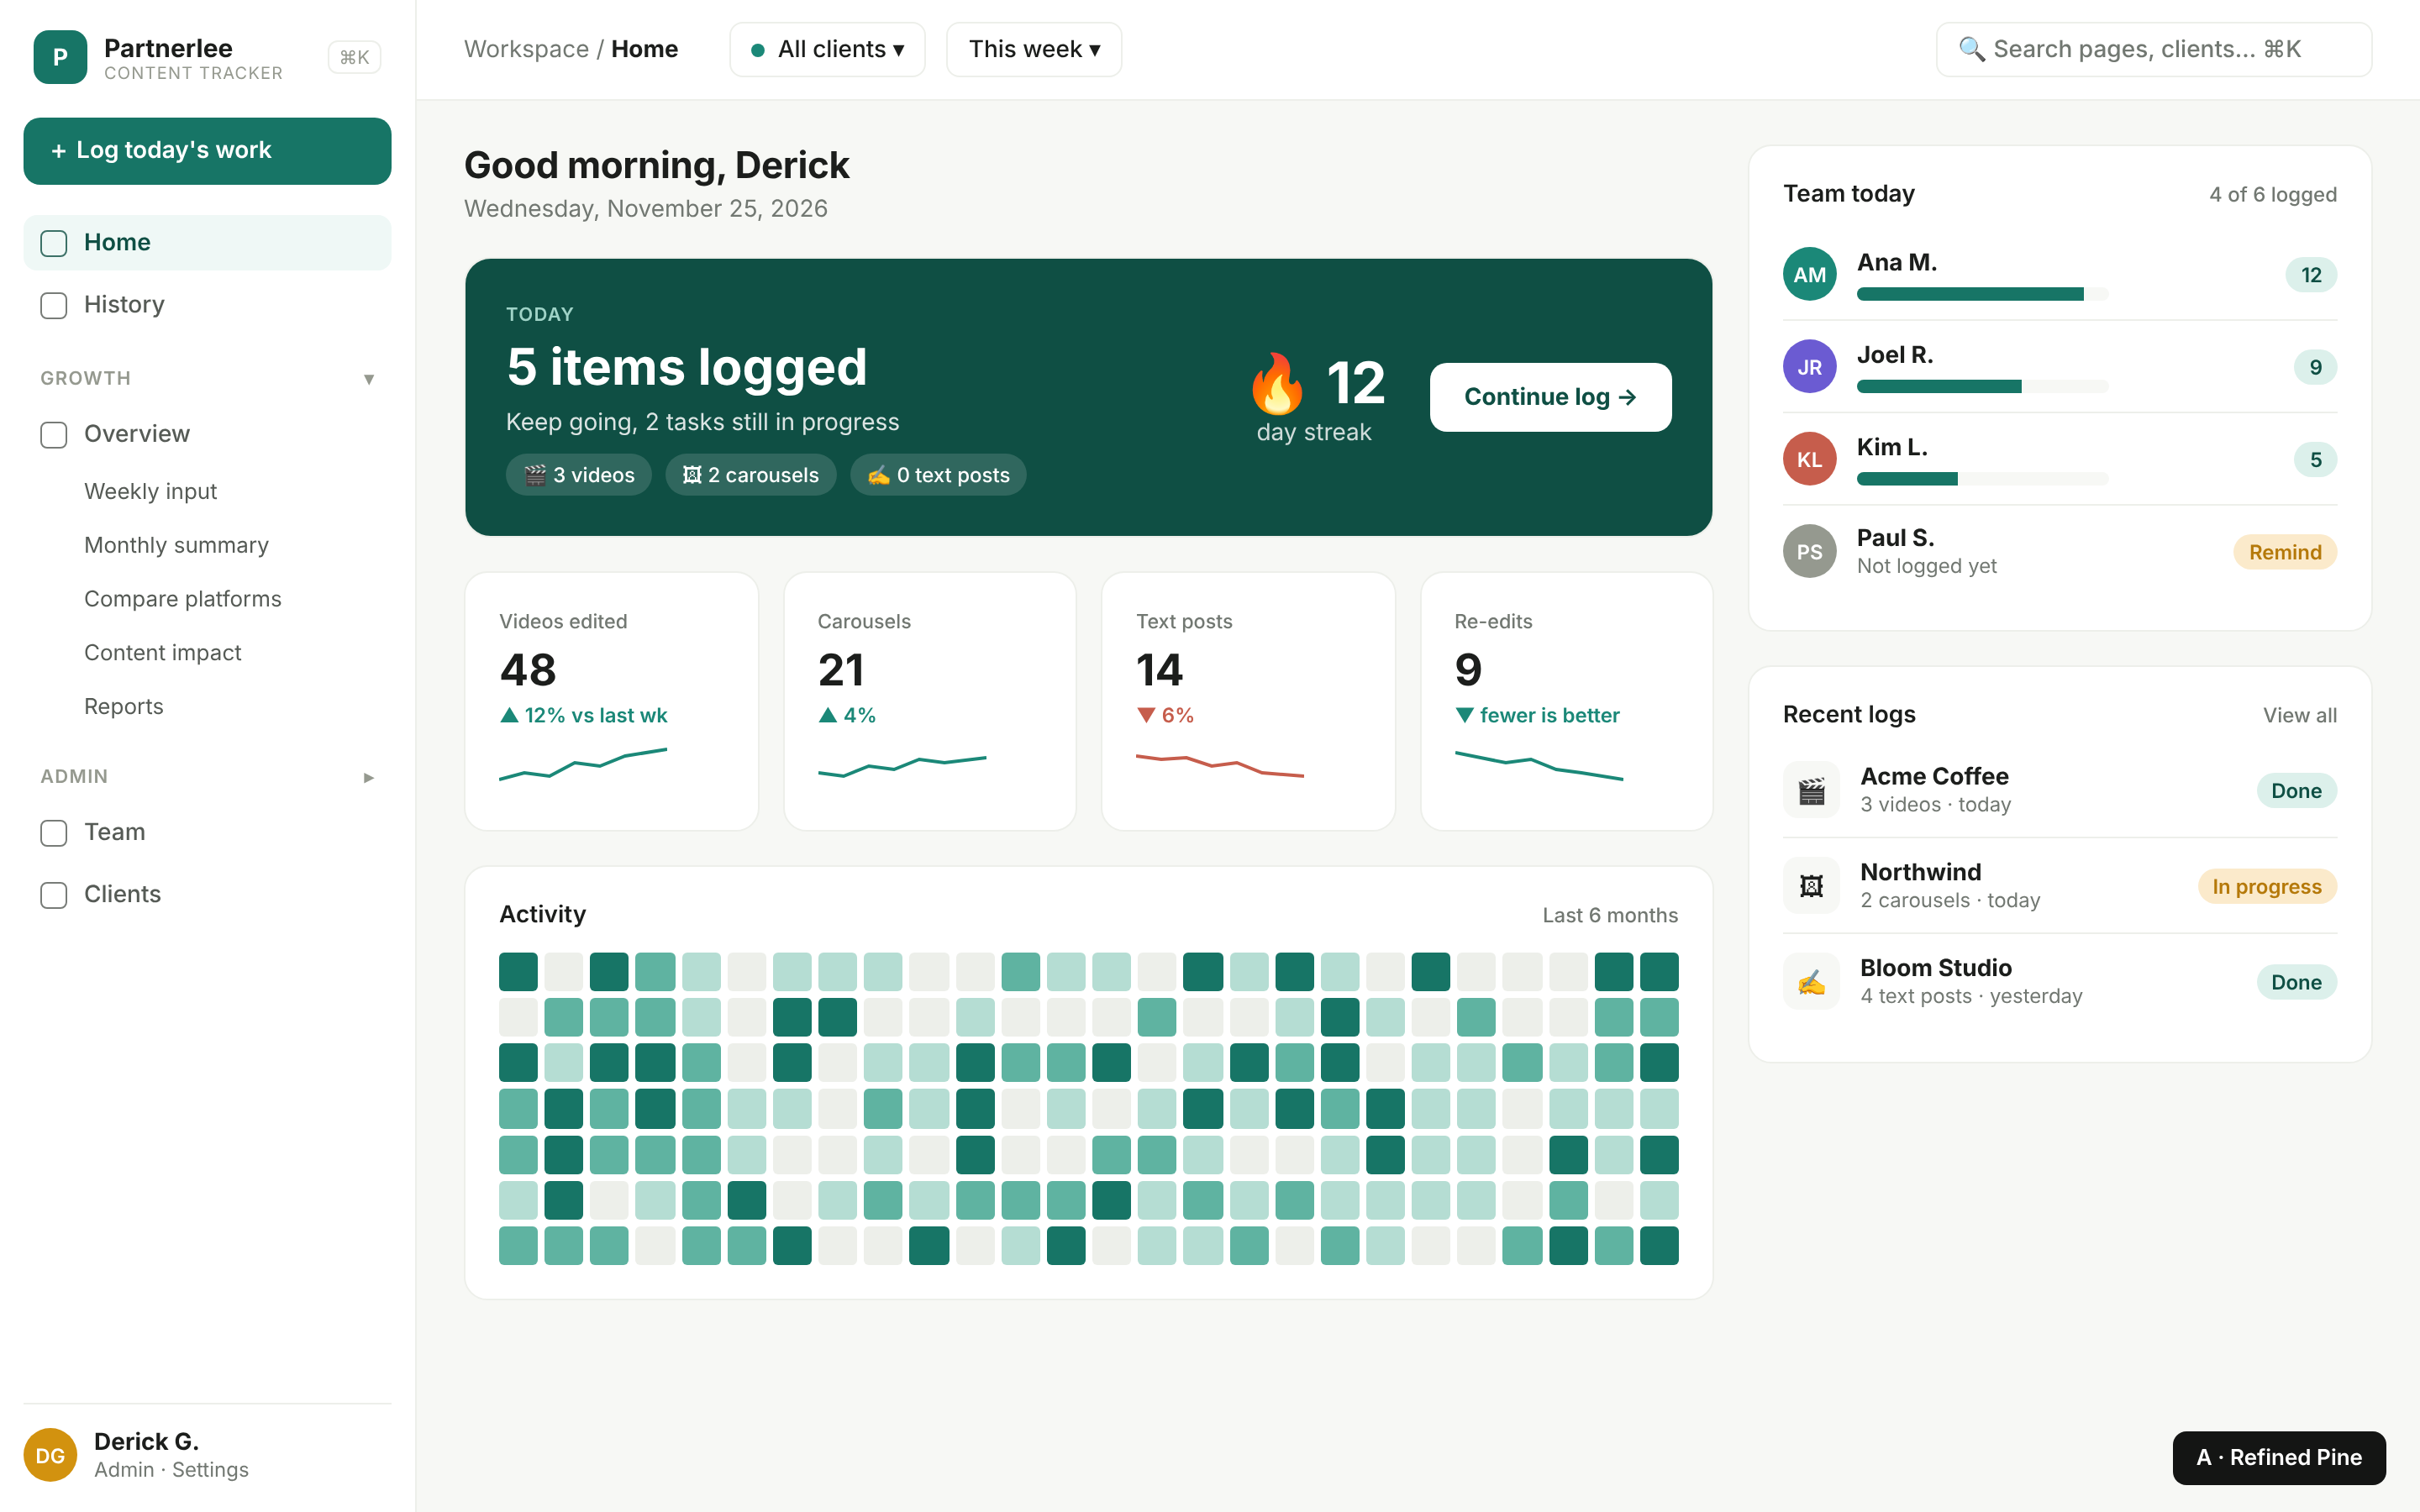 P
Partnerlee
CONTENT TRACKER
⌘K
+ Log today's work
Home
History
GROWTH ▾
Overview
Weekly input
Monthly summary
Compare platforms
Content impact
Reports
ADMIN ▸
Team
Clients
DG
Derick G.
Admin · Settings
Workspace / Home
All clients ▾
This week ▾
🔍 Search pages, clients... ⌘K
Good morning, Derick
Wednesday, November 25, 2026
TODAY
5 items logged
Keep going, 2 tasks still in progress
🎬 3 videos
🖼 2 carousels
✍️ 0 text posts
🔥 12
day streak
Continue log →
Videos edited
48
▲ 12% vs last wk
Carousels
21
▲ 4%
Text posts
14
▼ 6%
Re-edits
9
▼ fewer is better
Activity
Last 6 months
Team today
4 of 6 logged
AM
Ana M.
12
JR
Joel R.
9
KL
Kim L.
5
PS
Paul S.
Not logged yet
Remind
Recent logs
View all
Acme Coffee
3 videos · today
Done
Northwind
2 carousels · today
In progress
Bloom Studio
4 text posts · yesterday
Done
A · Refined Pine